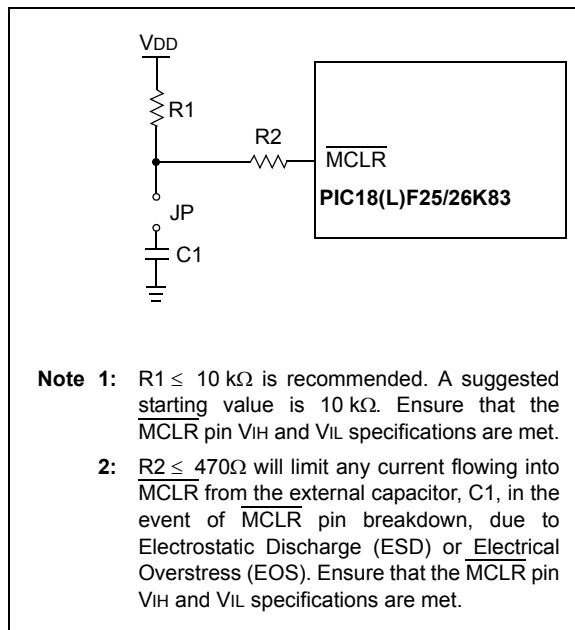 VDD
R1
R2
MCLR
PIC18(L)F25/26K83
JP
C1
Note 1: R1 ≤ 10 kΩ is recommended. A suggested
starting value is 10 kΩ. Ensure that the
MCLR pin VIH and VIL specifications are met.
2: R2 ≤ 470Ω will limit any current flowing into
MCLR from the external capacitor, C1, in the
event of MCLR pin breakdown, due to
Electrostatic Discharge (ESD) or Electrical
Overstress (EOS). Ensure that the MCLR pin
VIH and VIL specifications are met.